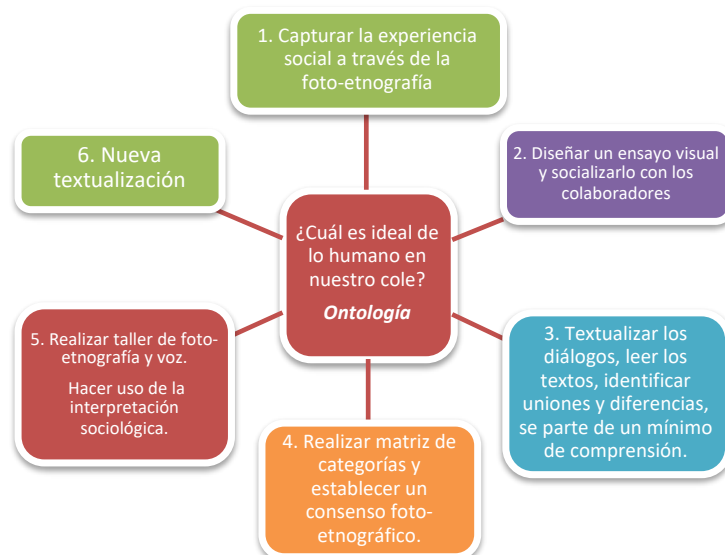 1. Capturar la experiencia
social a través de la
foto-etnografía
6. Nueva
textualización
2. Diseñar un ensayo visual
y socializarlo con los
colaboradores
¿Cuál es ideal de
lo humano en
nuestro cole?
Ontología
5. Realizar taller de foto-
etnografía y voz.
Hacer uso de la
interpretación
sociológica.
3. Textualizar los
diálogos, leer los
textos, identificar
uniones y diferencias,
se parte de un mínimo
de comprensión.
4. Realizar matriz de
categorías y
establecer un
consenso foto-
etnográfico.